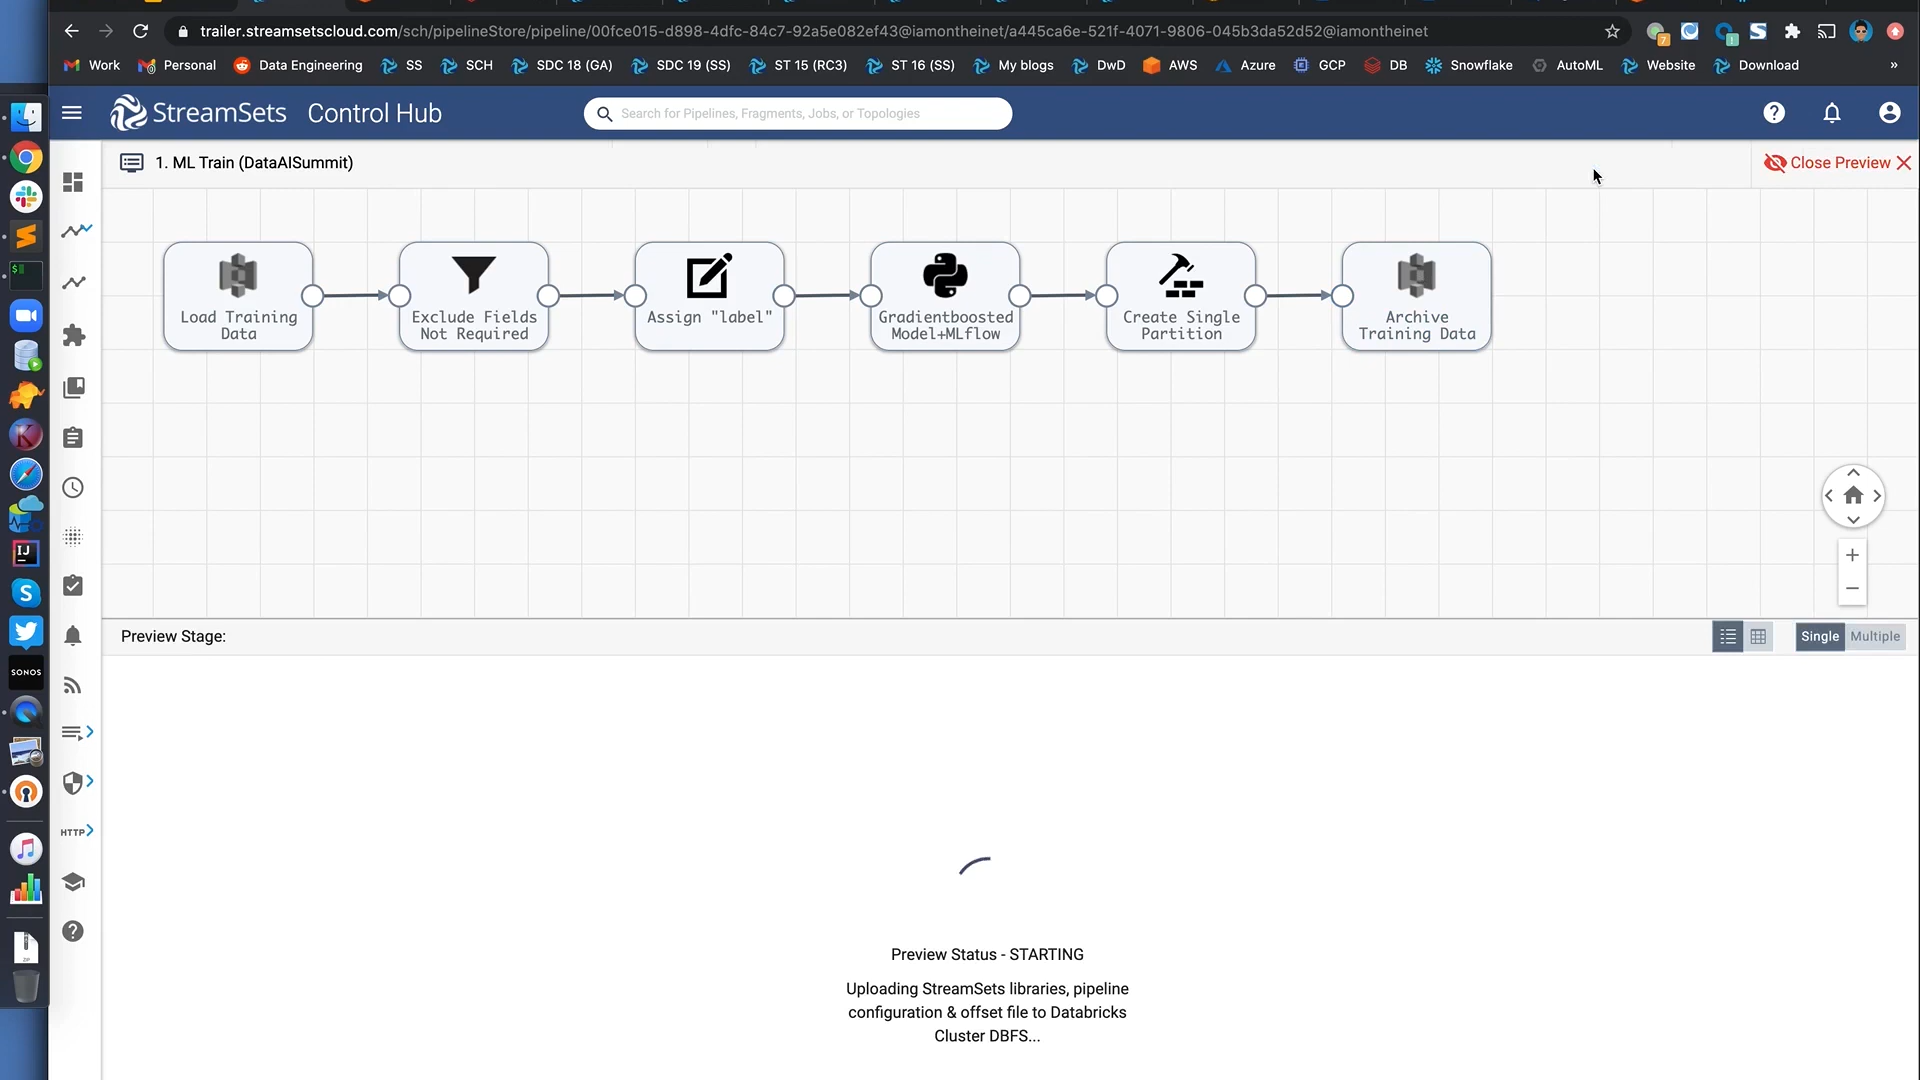 trailer.streamsetscloud.com/sch/pipelineStore/pipeline/00fce015-d898-4dfc-84c7-92a5e082ef43@iamontheinet/a445ca6e-521f-4071-9806-045b3da52d52@iamontheinet
7
1
Work Personal Data Engineering SS SCH SDC 18 (GA) SDC 19 (SS) ST 15 (RC3) ST 16 (SS) My blogs DwD AWS Azure GCP DB Snowflake AutoML Website Download »
StreamSets Control Hub
Search for Pipelines, Fragments, Jobs, or Topologies
1. ML Train (DataAISummit)
Close Preview
Load Training
Data
Exclude Fields
Not Required
Assign "label"
Gradientboosted
Model+MLflow
Create Single
Partition
Archive
Training Data
Preview Stage:
Single Multiple
Preview Status - STARTING
Uploading StreamSets libraries, pipeline
configuration & offset file to Databricks
Cluster DBFS...
HTTP
$
IJ
S
SONOS
ZIP